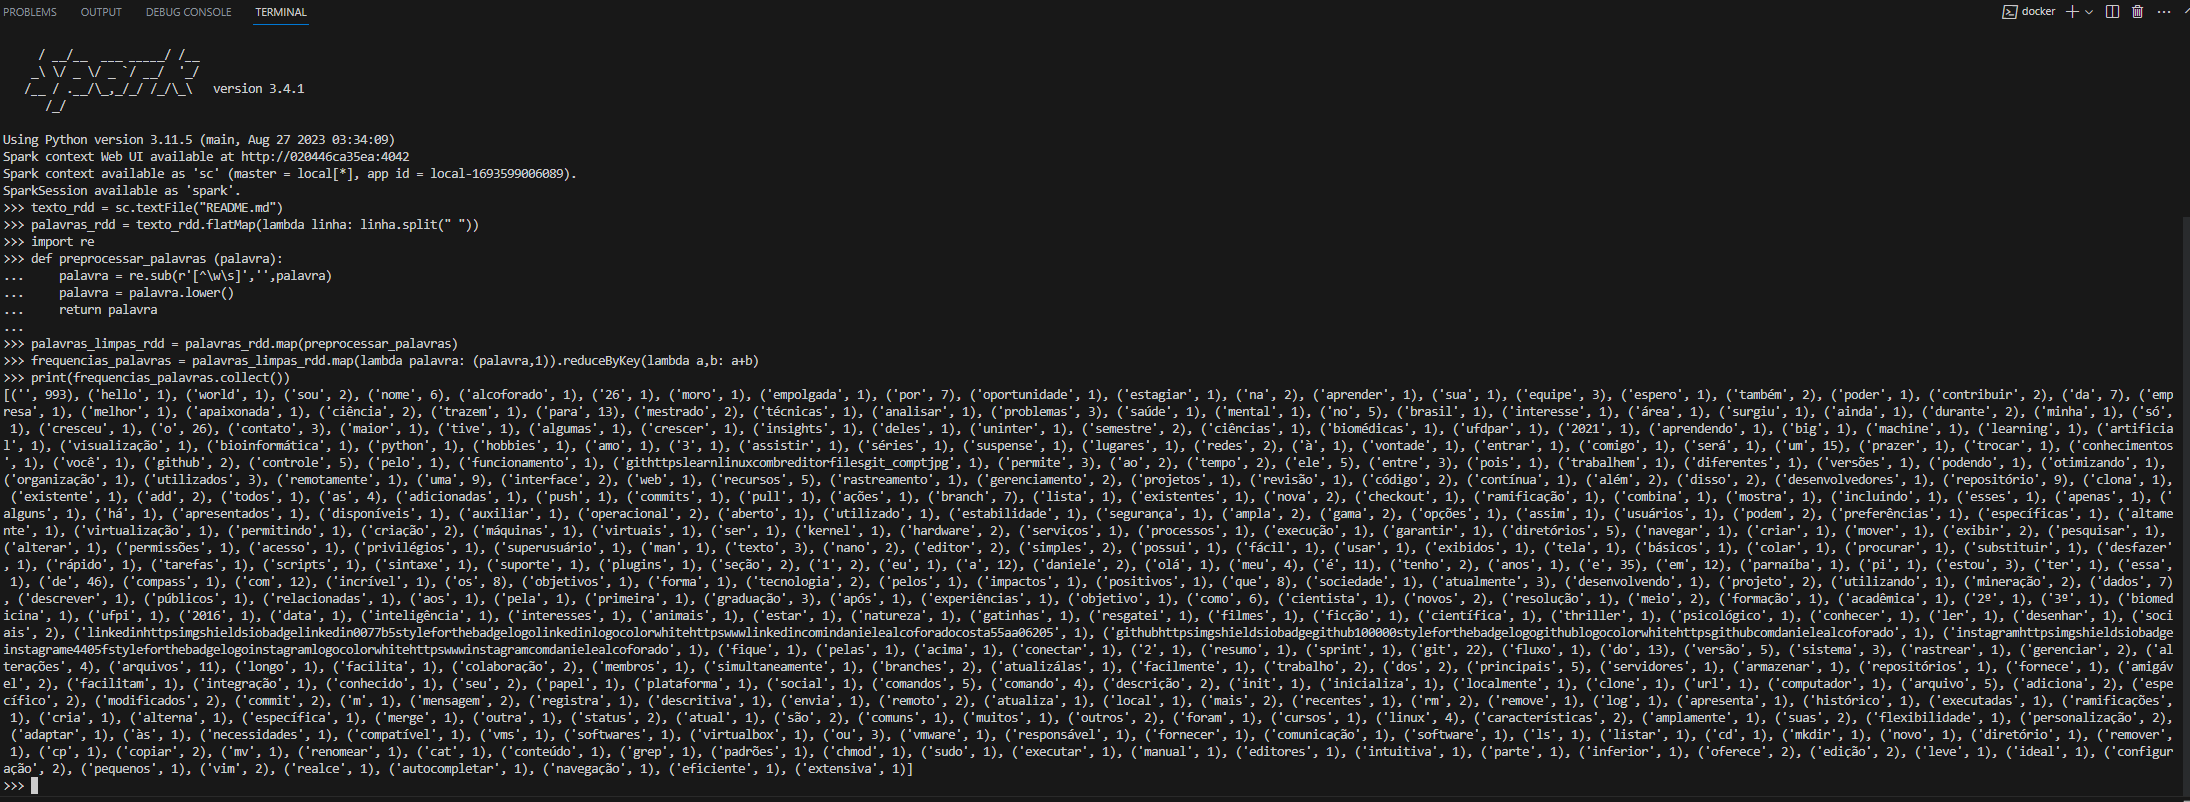 PROBLEMS OUTPUT DEBUG CONSOLE TERMINAL docker
      / __/__  ___ _____/ /__
    _\ \/ _ \/ _ `/ __/  '_/
   /__ / .__/\_,_/_/ /_/\_\   version 3.4.1
      /_/
Using Python version 3.11.5 (main, Aug 27 2023 03:34:09)
Spark context Web UI available at http://020446ca35ea:4042
Spark context available as 'sc' (master = local[*], app id = local-1693599006089).
SparkSession available as 'spark'.
>>> texto_rdd = sc.textFile("README.md")
>>> palavras_rdd = texto_rdd.flatMap(lambda linha: linha.split(" "))
>>> import re
>>> def preprocessar_palavras (palavra):
...     palavra = re.sub(r'[^\w\s]','',palavra)
...     palavra = palavra.lower()
...     return palavra
...
>>> palavras_limpas_rdd = palavras_rdd.map(preprocessar_palavras)
>>> frequencias_palavras = palavras_limpas_rdd.map(lambda palavra: (palavra,1)).reduceByKey(lambda a,b: a+b)
>>> print(frequencias_palavras.collect())
[('', 993), ('hello', 1), ('world', 1), ('sou', 2), ('nome', 6), ('alcoforado', 1), ('26', 1), ('moro', 1), ('empolgada', 1), ('por', 7), ('oportunidade', 1), ('estagiar', 1), ('na', 2), ('aprender', 1), ('sua', 1), ('equipe', 3), ('espero', 1), ('também', 2), ('poder', 1), ('contribuir', 2), ('da', 7), ('emp
resa', 1), ('melhor', 1), ('apaixonada', 1), ('ciência', 2), ('trazem', 1), ('para', 13), ('mestrado', 2), ('técnicas', 1), ('analisar', 1), ('problemas', 3), ('saúde', 1), ('mental', 1), ('no', 5), ('brasil', 1), ('interesse', 1), ('área', 1), ('surgiu', 1), ('ainda', 1), ('durante', 2), ('minha', 1), ('só',
 1), ('cresceu', 1), ('o', 26), ('contato', 3), ('maior', 1), ('tive', 1), ('algumas', 1), ('crescer', 1), ('insights', 1), ('deles', 1), ('uninter', 1), ('semestre', 2), ('ciências', 1), ('biomédicas', 1), ('ufdpar', 1), ('2021', 1), ('aprendendo', 1), ('big', 1), ('machine', 1), ('learning', 1), ('artificia
l', 1), ('visualização', 1), ('bioinformática', 1), ('python', 1), ('hobbies', 1), ('amo', 1), ('3', 1), ('assistir', 1), ('séries', 1), ('suspense', 1), ('lugares', 1), ('redes', 2), ('à', 1), ('vontade', 1), ('entrar', 1), ('comigo', 1), ('será', 1), ('um', 15), ('prazer', 1), ('trocar', 1), ('conhecimentos
', 1), ('você', 1), ('github', 2), ('controle', 5), ('pelo', 1), ('funcionamento', 1), ('githttpslearnlinuxcombreditorfilesgit_comptjpg', 1), ('permite', 3), ('ao', 2), ('tempo', 2), ('ele', 5), ('entre', 3), ('pois', 1), ('trabalhem', 1), ('diferentes', 1), ('versões', 1), ('podendo', 1), ('otimizando', 1),
('organização', 1), ('utilizados', 3), ('remotamente', 1), ('uma', 9), ('interface', 2), ('web', 1), ('recursos', 5), ('rastreamento', 1), ('gerenciamento', 2), ('projetos', 1), ('revisão', 1), ('código', 2), ('contínua', 1), ('além', 2), ('disso', 2), ('desenvolvedores', 1), ('repositório', 9), ('clona', 1),
 ('existente', 1), ('add', 2), ('todos', 1), ('as', 4), ('adicionadas', 1), ('push', 1), ('commits', 1), ('pull', 1), ('ações', 1), ('branch', 7), ('lista', 1), ('existentes', 1), ('nova', 2), ('checkout', 1), ('ramificação', 1), ('combina', 1), ('mostra', 1), ('incluindo', 1), ('esses', 1), ('apenas', 1), ('
alguns', 1), ('há', 1), ('apresentados', 1), ('disponíveis', 1), ('auxiliar', 1), ('operacional', 2), ('aberto', 1), ('utilizado', 1), ('estabilidade', 1), ('segurança', 1), ('ampla', 2), ('gama', 2), ('opções', 1), ('assim', 1), ('usuários', 1), ('podem', 2), ('preferências', 1), ('específicas', 1), ('altame
nte', 1), ('virtualização', 1), ('permitindo', 1), ('criação', 2), ('máquinas', 1), ('virtuais', 1), ('ser', 1), ('kernel', 1), ('hardware', 2), ('serviços', 1), ('processos', 1), ('execução', 1), ('garantir', 1), ('diretórios', 5), ('navegar', 1), ('criar', 1), ('mover', 1), ('exibir', 2), ('pesquisar', 1),
('alterar', 1), ('permissões', 1), ('acesso', 1), ('privilégios', 1), ('superusuário', 1), ('man', 1), ('texto', 3), ('nano', 2), ('editor', 2), ('simples', 2), ('possui', 1), ('fácil', 1), ('usar', 1), ('exibidos', 1), ('tela', 1), ('básicos', 1), ('colar', 1), ('procurar', 1), ('substituir', 1), ('desfazer'
, 1), ('rápido', 1), ('tarefas', 1), ('scripts', 1), ('sintaxe', 1), ('suporte', 1), ('plugins', 1), ('seção', 2), ('1', 2), ('eu', 1), ('a', 12), ('daniele', 2), ('olá', 1), ('meu', 4), ('é', 11), ('tenho', 2), ('anos', 1), ('e', 35), ('em', 12), ('parnaíba', 1), ('pi', 1), ('estou', 3), ('ter', 1), ('essa',
 1), ('de', 46), ('compass', 1), ('com', 12), ('incrível', 1), ('os', 8), ('objetivos', 1), ('forma', 1), ('tecnologia', 2), ('pelos', 1), ('impactos', 1), ('positivos', 1), ('que', 8), ('sociedade', 1), ('atualmente', 3), ('desenvolvendo', 1), ('projeto', 2), ('utilizando', 1), ('mineração', 2), ('dados', 7)
, ('descrever', 1), ('públicos', 1), ('relacionadas', 1), ('aos', 1), ('pela', 1), ('primeira', 1), ('graduação', 3), ('após', 1), ('experiências', 1), ('objetivo', 1), ('como', 6), ('cientista', 1), ('novos', 2), ('resolução', 1), ('meio', 2), ('formação', 1), ('acadêmica', 1), ('2º', 1), ('3º', 1), ('biomed
icina', 1), ('ufpi', 1), ('2016', 1), ('data', 1), ('inteligência', 1), ('interesses', 1), ('animais', 1), ('estar', 1), ('natureza', 1), ('gatinhas', 1), ('resgatei', 1), ('filmes', 1), ('ficção', 1), ('científica', 1), ('thriller', 1), ('psicológico', 1), ('conhecer', 1), ('ler', 1), ('desenhar', 1), ('soci
ais', 2), ('linkedinhttpsimgshieldsiobadgelinkedin0077b5styleforthebadgelogolinkedinlogocolorwhitehttpswwwlinkedincomindanielealcoforadocosta55aa06205', 1), ('githubhttpsimgshieldsiobadgegithub100000styleforthebadgelogogithublogocolorwhitehttpsgithubcomdanielealcoforado', 1), ('instagramhttpsimgshieldsiobadge
instagrame4405fstyleforthebadgelogoinstagramlogocolorwhitehttpswwwinstagramcomdanielealcoforado', 1), ('fique', 1), ('pelas', 1), ('acima', 1), ('conectar', 1), ('2', 1), ('resumo', 1), ('sprint', 1), ('git', 22), ('fluxo', 1), ('do', 13), ('versão', 5), ('sistema', 3), ('rastrear', 1), ('gerenciar', 2), ('al
terações', 4), ('arquivos', 11), ('longo', 1), ('facilita', 1), ('colaboração', 2), ('membros', 1), ('simultaneamente', 1), ('branches', 2), ('atualizálas', 1), ('facilmente', 1), ('trabalho', 2), ('dos', 2), ('principais', 5), ('servidores', 1), ('armazenar', 1), ('repositórios', 1), ('fornece', 1), ('amigáv
el', 2), ('facilitam', 1), ('integração', 1), ('conhecido', 1), ('seu', 2), ('papel', 1), ('plataforma', 1), ('social', 1), ('comandos', 5), ('comando', 4), ('descrição', 2), ('init', 1), ('inicializa', 1), ('localmente', 1), ('clone', 1), ('url', 1), ('computador', 1), ('arquivo', 5), ('adiciona', 2), ('espe
cífico', 2), ('modificados', 2), ('commit', 2), ('m', 1), ('mensagem', 2), ('registra', 1), ('descritiva', 1), ('envia', 1), ('remoto', 2), ('atualiza', 1), ('local', 1), ('mais', 2), ('recentes', 1), ('rm', 2), ('remove', 1), ('log', 1), ('apresenta', 1), ('histórico', 1), ('executadas', 1), ('ramificações',
 1), ('cria', 1), ('alterna', 1), ('específica', 1), ('merge', 1), ('outra', 1), ('status', 2), ('atual', 1), ('são', 2), ('comuns', 1), ('muitos', 1), ('outros', 2), ('foram', 1), ('cursos', 1), ('linux', 4), ('características', 2), ('amplamente', 1), ('suas', 2), ('flexibilidade', 1), ('personalização', 2),
 ('adaptar', 1), ('às', 1), ('necessidades', 1), ('compatível', 1), ('vms', 1), ('softwares', 1), ('virtualbox', 1), ('ou', 3), ('vmware', 1), ('responsável', 1), ('fornecer', 1), ('comunicação', 1), ('software', 1), ('ls', 1), ('listar', 1), ('cd', 1), ('mkdir', 1), ('novo', 1), ('diretório', 1), ('remover',
 1), ('cp', 1), ('copiar', 2), ('mv', 1), ('renomear', 1), ('cat', 1), ('conteúdo', 1), ('grep', 1), ('padrões', 1), ('chmod', 1), ('sudo', 1), ('executar', 1), ('manual', 1), ('editores', 1), ('intuitiva', 1), ('parte', 1), ('inferior', 1), ('oferece', 2), ('edição', 2), ('leve', 1), ('ideal', 1), ('configur
ação', 2), ('pequenos', 1), ('vim', 2), ('realce', 1), ('autocompletar', 1), ('navegação', 1), ('eficiente', 1), ('extensiva', 1)]
>>>